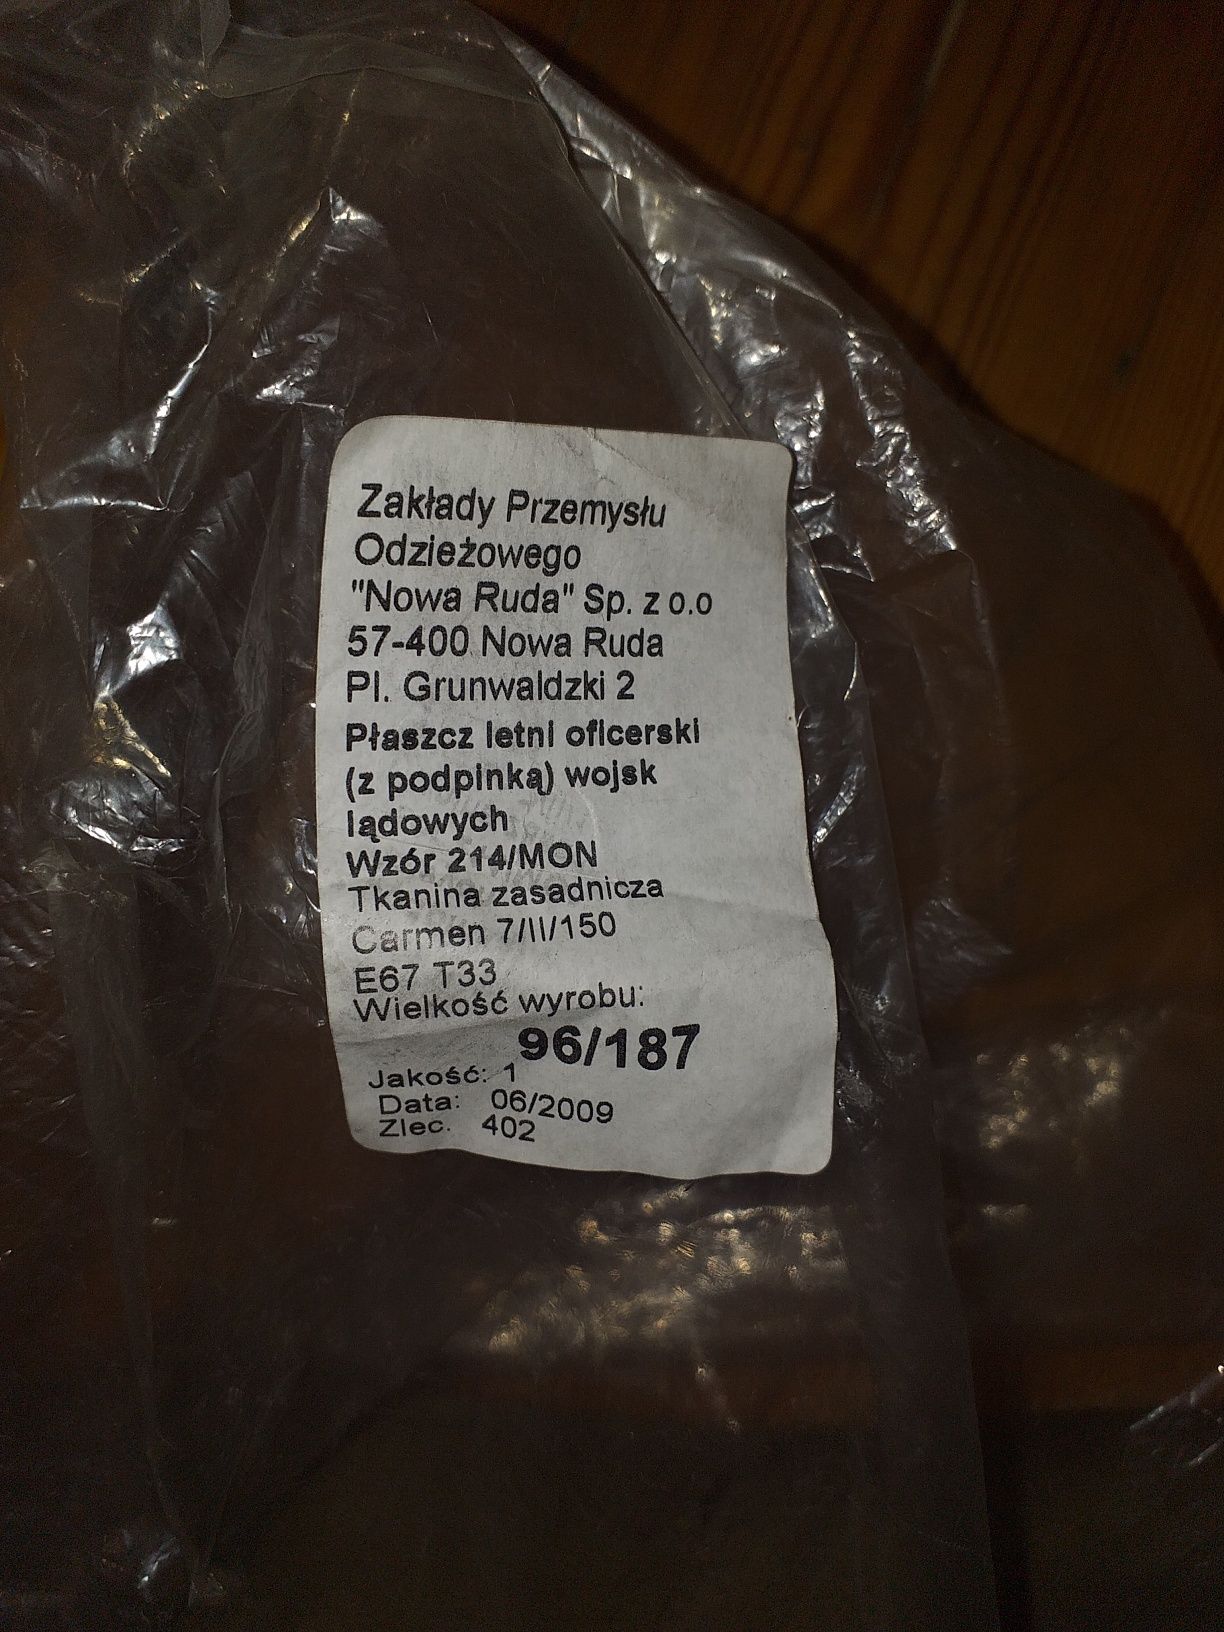 Zakłady Przemysłu
Odzieżowego
"Nowa Ruda" Sp. z o.o
57-400 Nowa Ruda
Pl. Grunwaldzki 2
Płaszcz letni oficerski
(z podpinką) wojsk
lądowych
Wzór 214/MON
Tkanina zasadnicza
Carmen 7/II/150
E67 T33
Wielkość wyrobu:
96/187
Jakość: 1
Data: 06/2009
Zlec. 402